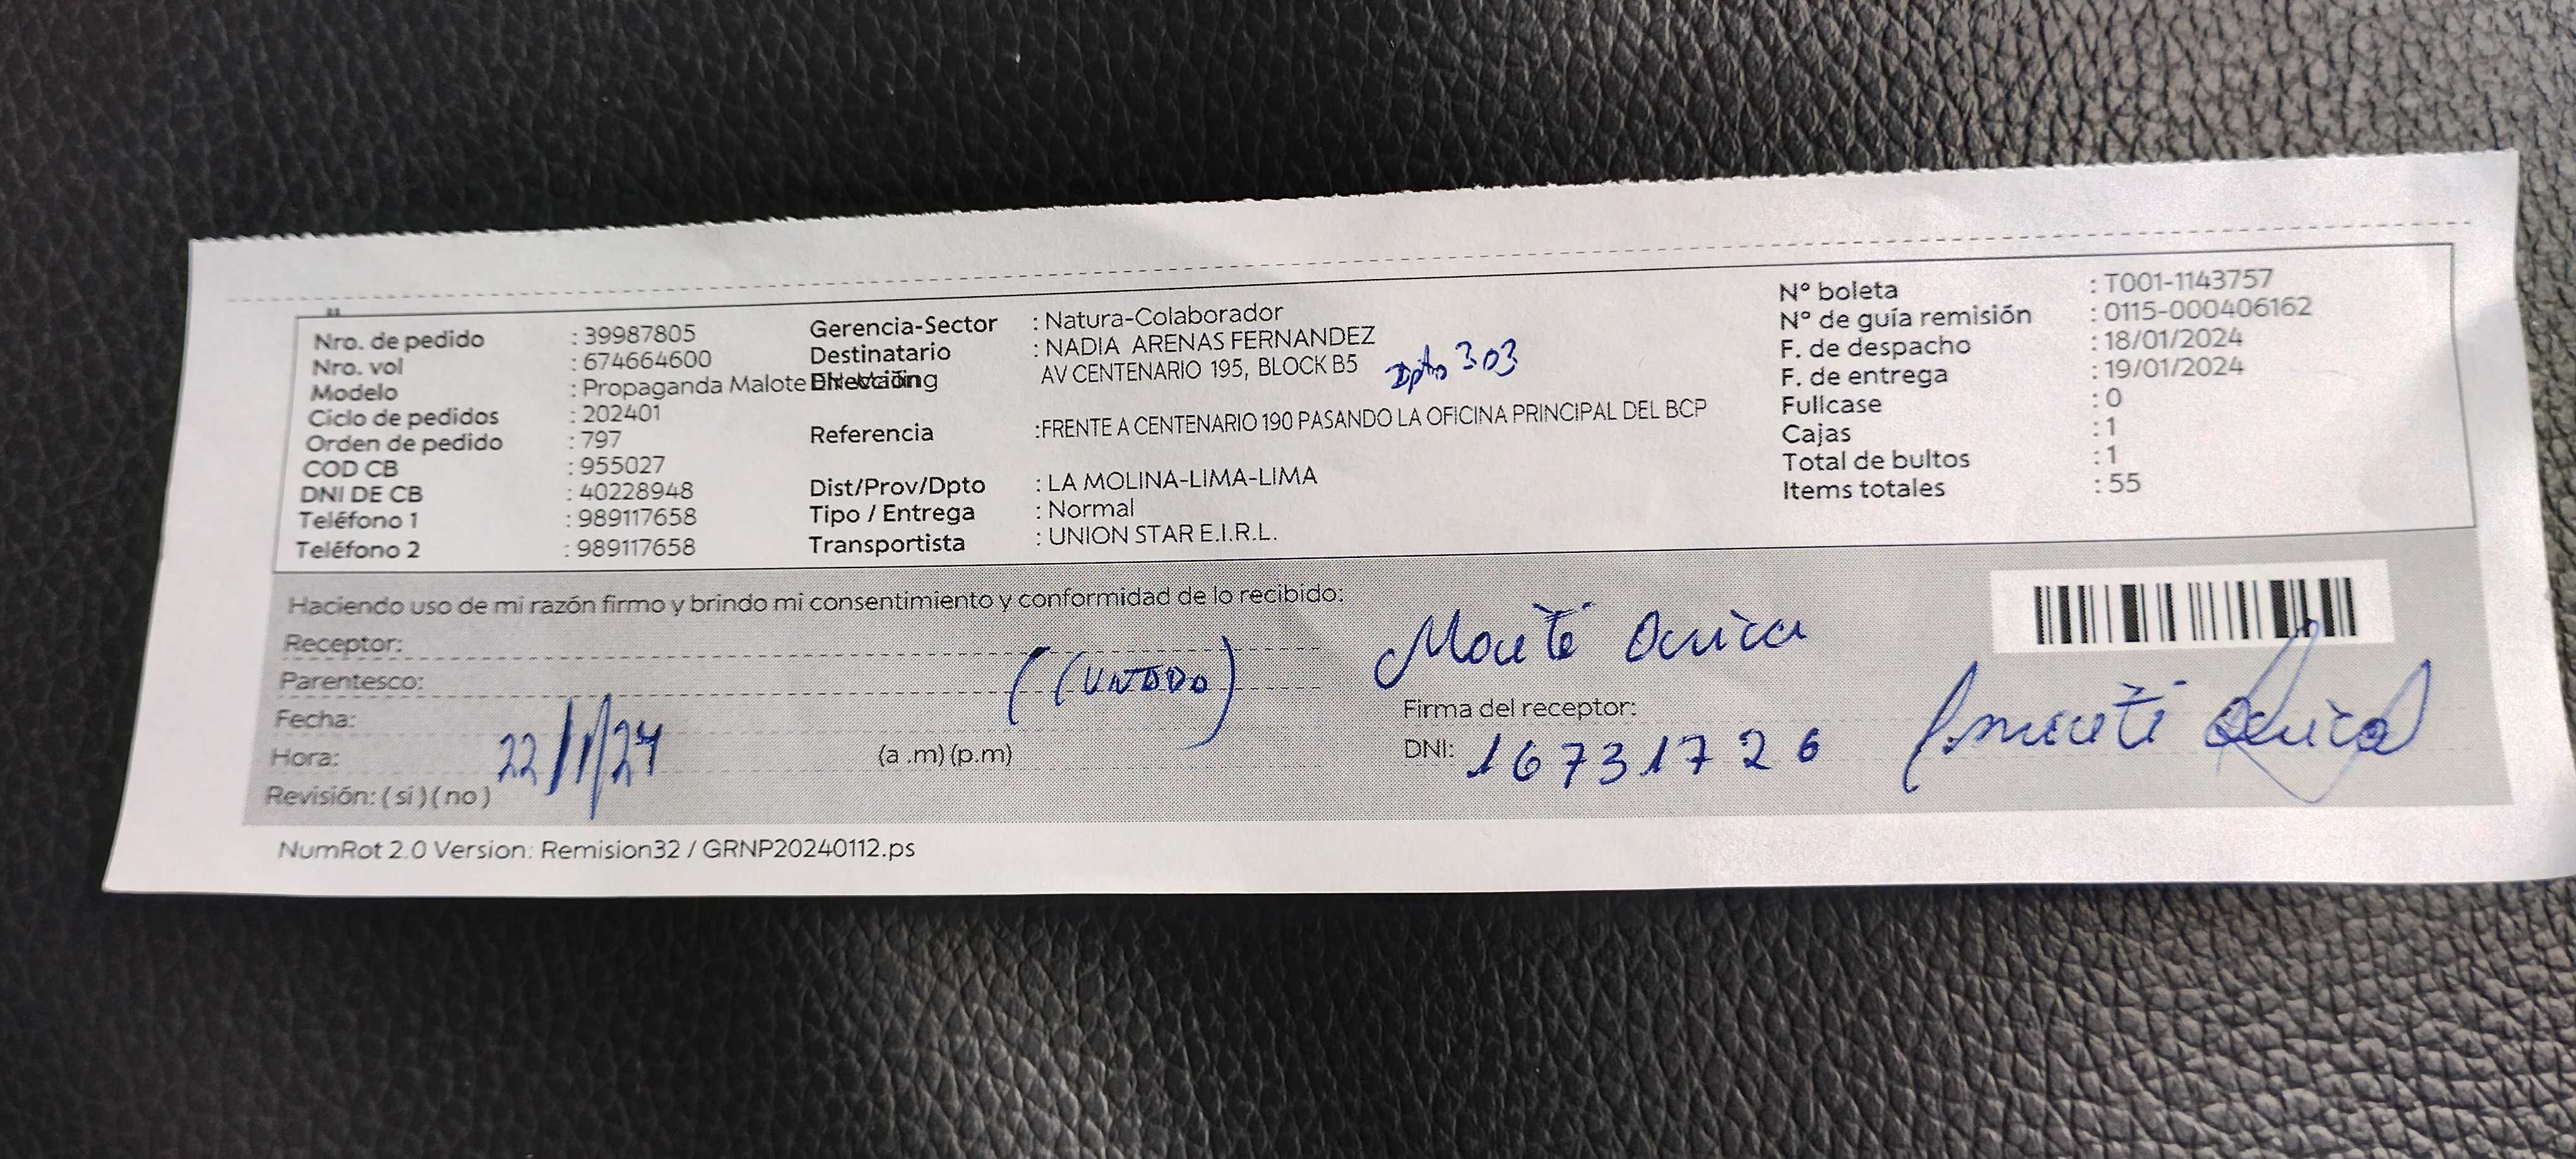 Nro. de pedido : 39987805
Nro. vol : 674664600
Modelo : Propaganda Malote
Ciclo de pedidos : 202401
Orden de pedido : 797
COD CB : 955027
DNI DE CB : 40228948
Teléfono 1 : 989117658
Teléfono 2 : 989117658
Gerencia-Sector : Natura-Colaborador
Destinatario : NADIA ARENAS FERNANDEZ
Dirección AV CENTENARIO 195, BLOCK B5 Dpto 303
Referencia :FRENTE A CENTENARIO 190 PASANDO LA OFICINA PRINCIPAL DEL BCP
Dist/Prov/Dpto : LA MOLINA-LIMA-LIMA
Tipo / Entrega : Normal
Transportista : UNION STAR E.I.R.L.
N° boleta : T001-1143757
N° de guía remisión : 0115-000406162
F. de despacho : 18/01/2024
F. de entrega : 19/01/2024
Fullcase : 0
Cajas : 1
Total de bultos : 1
Items totales : 55
Haciendo uso de mi razón firmo y brindo mi consentimiento y conformidad de lo recibido:
Receptor:
Parentesco:
Fecha:
Hora: 22/1/24 (a .m) (p.m)
Revisión: ( si ) ( no )
Firma del receptor:
DNI: 16731726
NumRot 2.0 Version: Remision32 / GRNP20240112.ps